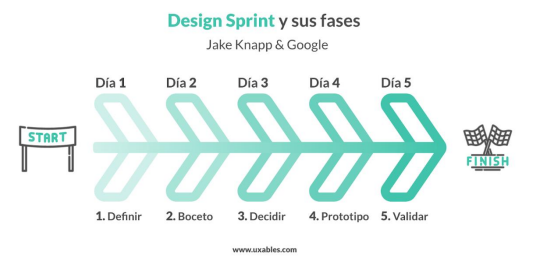 Design Sprint y sus fases
Jake Knapp & Google
Día 1 Día 2 Día 3 Día 4 Día 5
START
FINISH
1. Definir 2. Boceto 3. Decidir 4. Prototipo 5. Validar
www.uxables.com